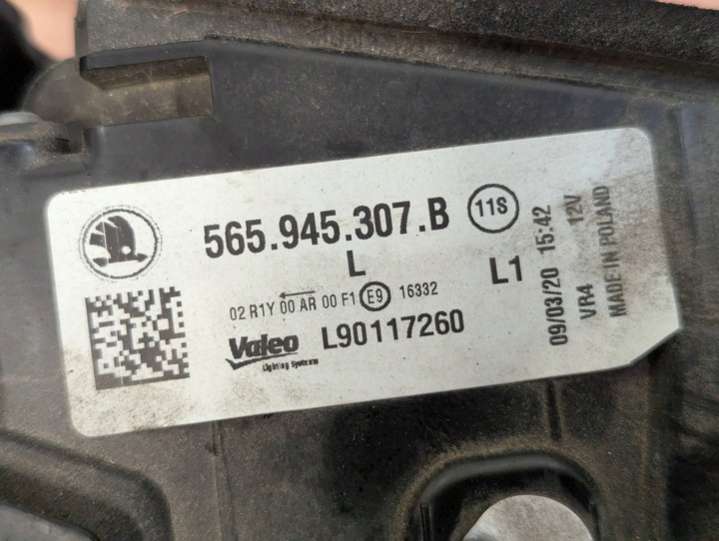 565.945.307.B 11S
L
L1
02 R1Y 00 AR 00 F1 E9 16332
Valeo L90117260
Lighting Systems
09/03/20 15:42
VR4 12V
MADE IN POLAND